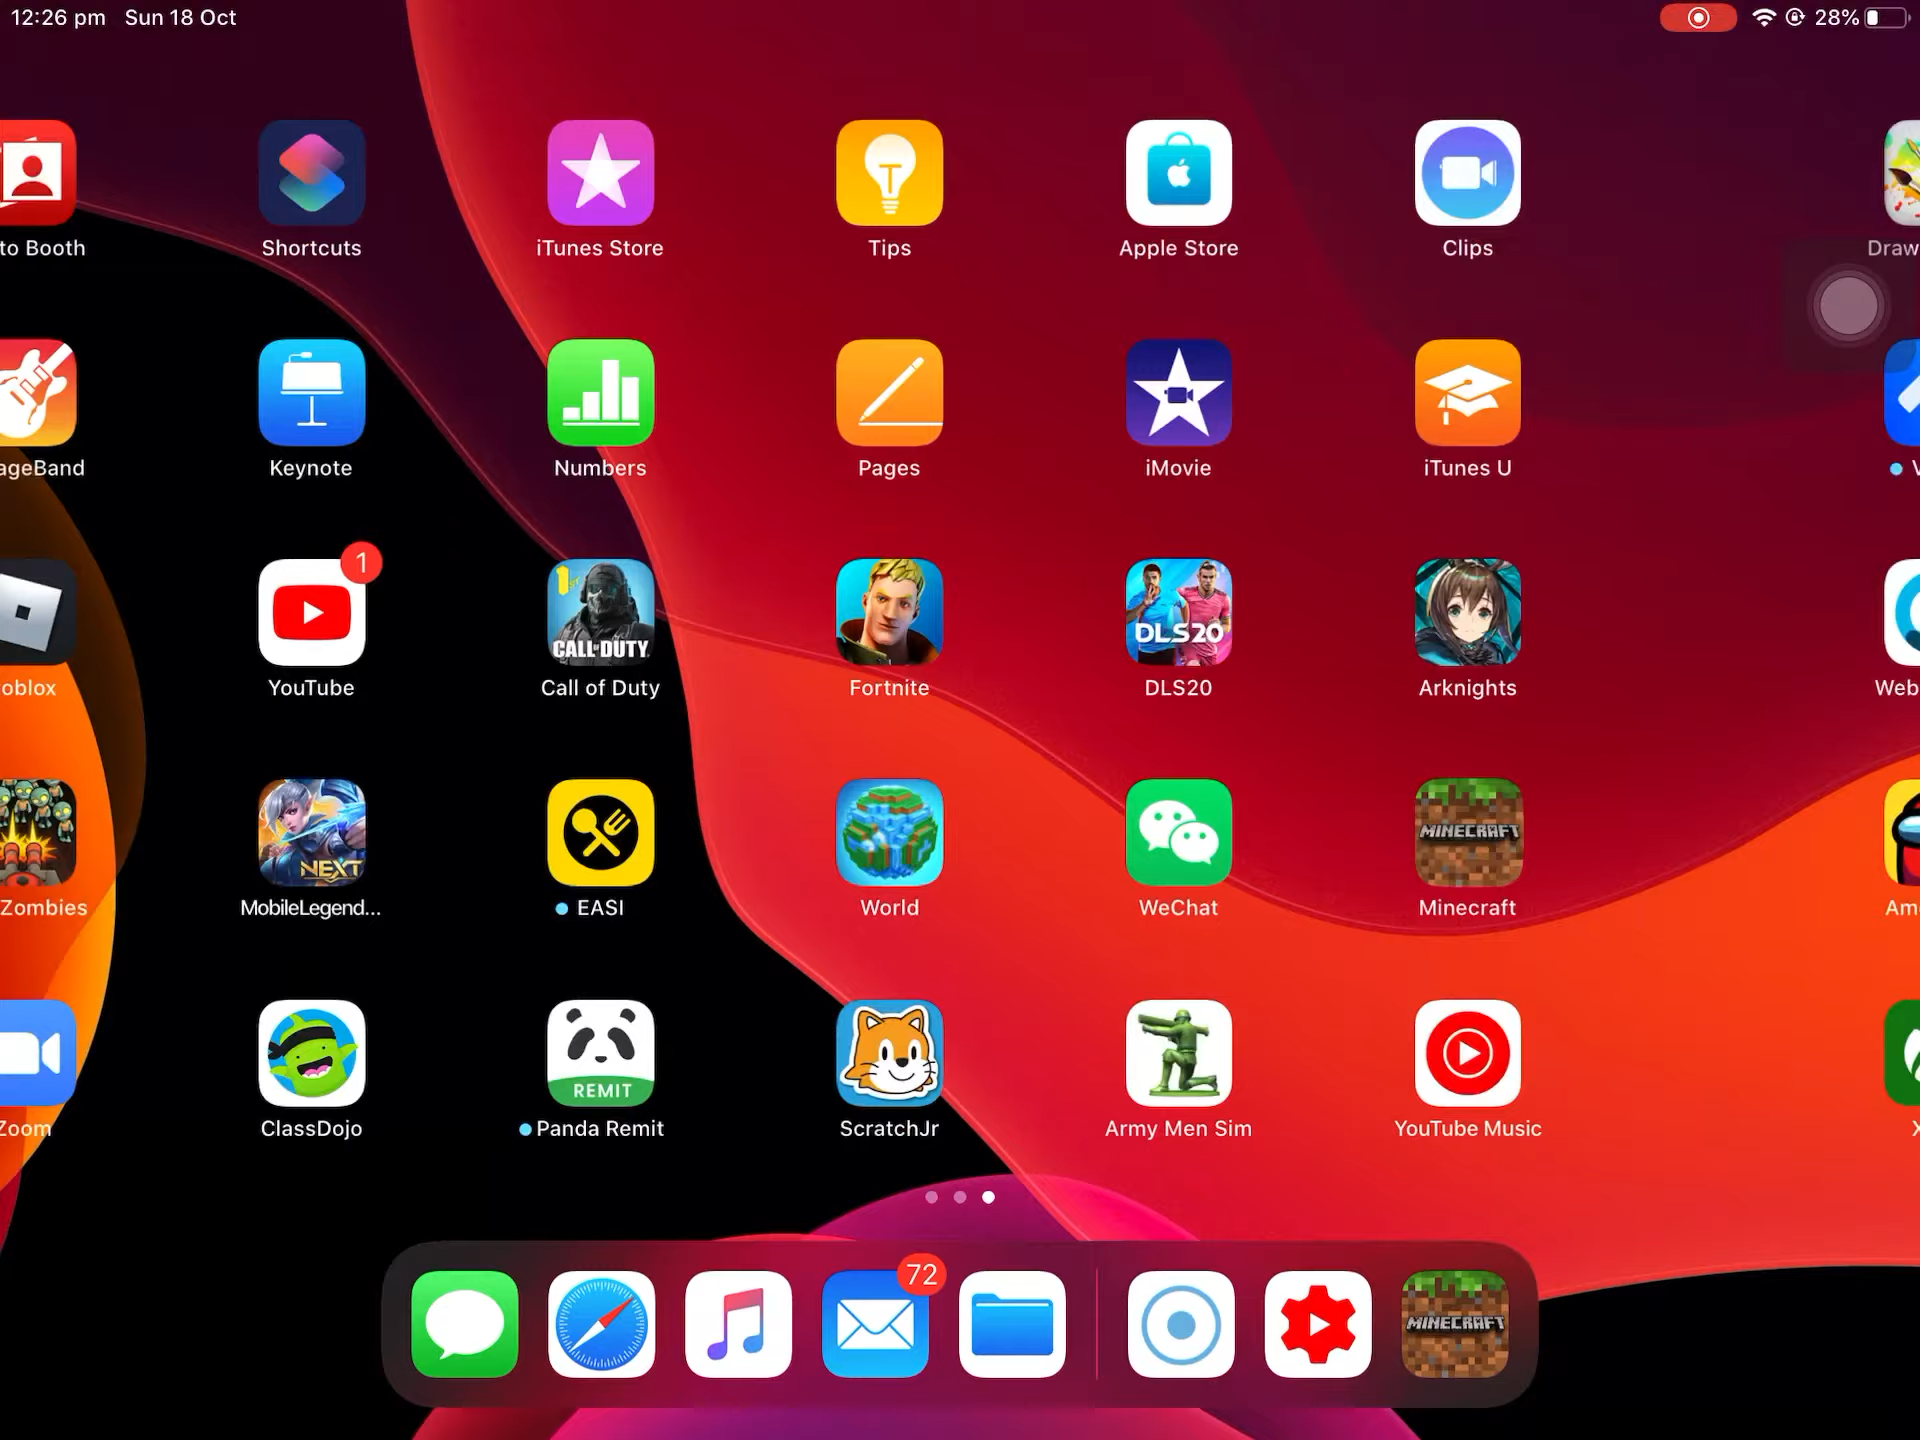 12:26 pm Sun 18 Oct 28%
to Booth Shortcuts iTunes Store Tips Apple Store Clips Draw
ageBand Keynote Numbers Pages iMovie iTunes U V
1
1ST CALL OF DUTY DLS20
oblox YouTube Call of Duty Fortnite DLS20 Arknights Web
NEXT MINECRAFT
Zombies MobileLegend... EASI World WeChat Minecraft Am
REMIT
Zoom ClassDojo Panda Remit ScratchJr Army Men Sim YouTube Music X
72
MINECRAFT